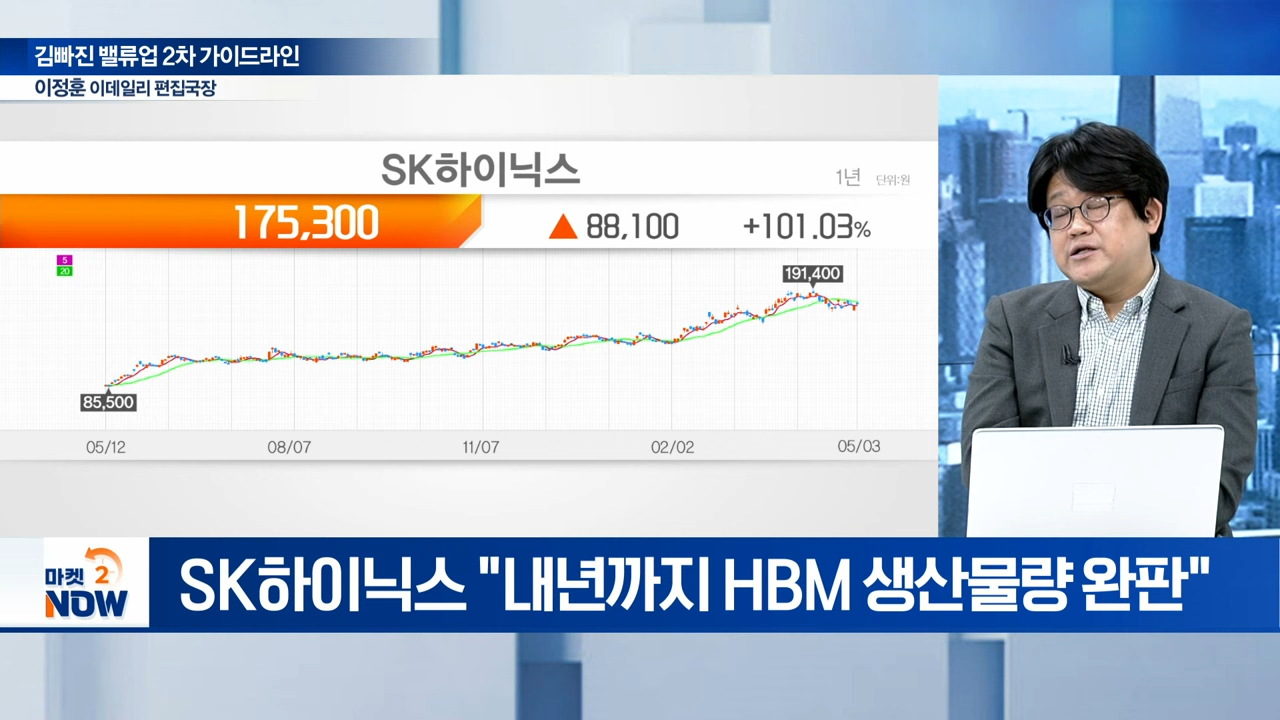 김빠진 밸류업 2차 가이드라인
이정훈 이데일리 편집국장
SK하이닉스
1년 단위:원
175,300 ▲ 88,100 +101.03%
5
20
191,400
85,500
05/12 08/07 11/07 02/02 05/03
마켓 2
NOW
SK하이닉스 "내년까지 HBM 생산물량 완판"